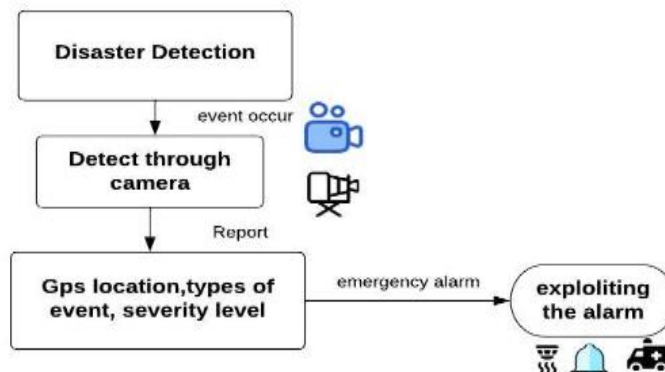 Disaster Detection
event occur
Detect through
camera
Report
Gps location,types of
event, severity level
emergency alarm
exploliting
the alarm